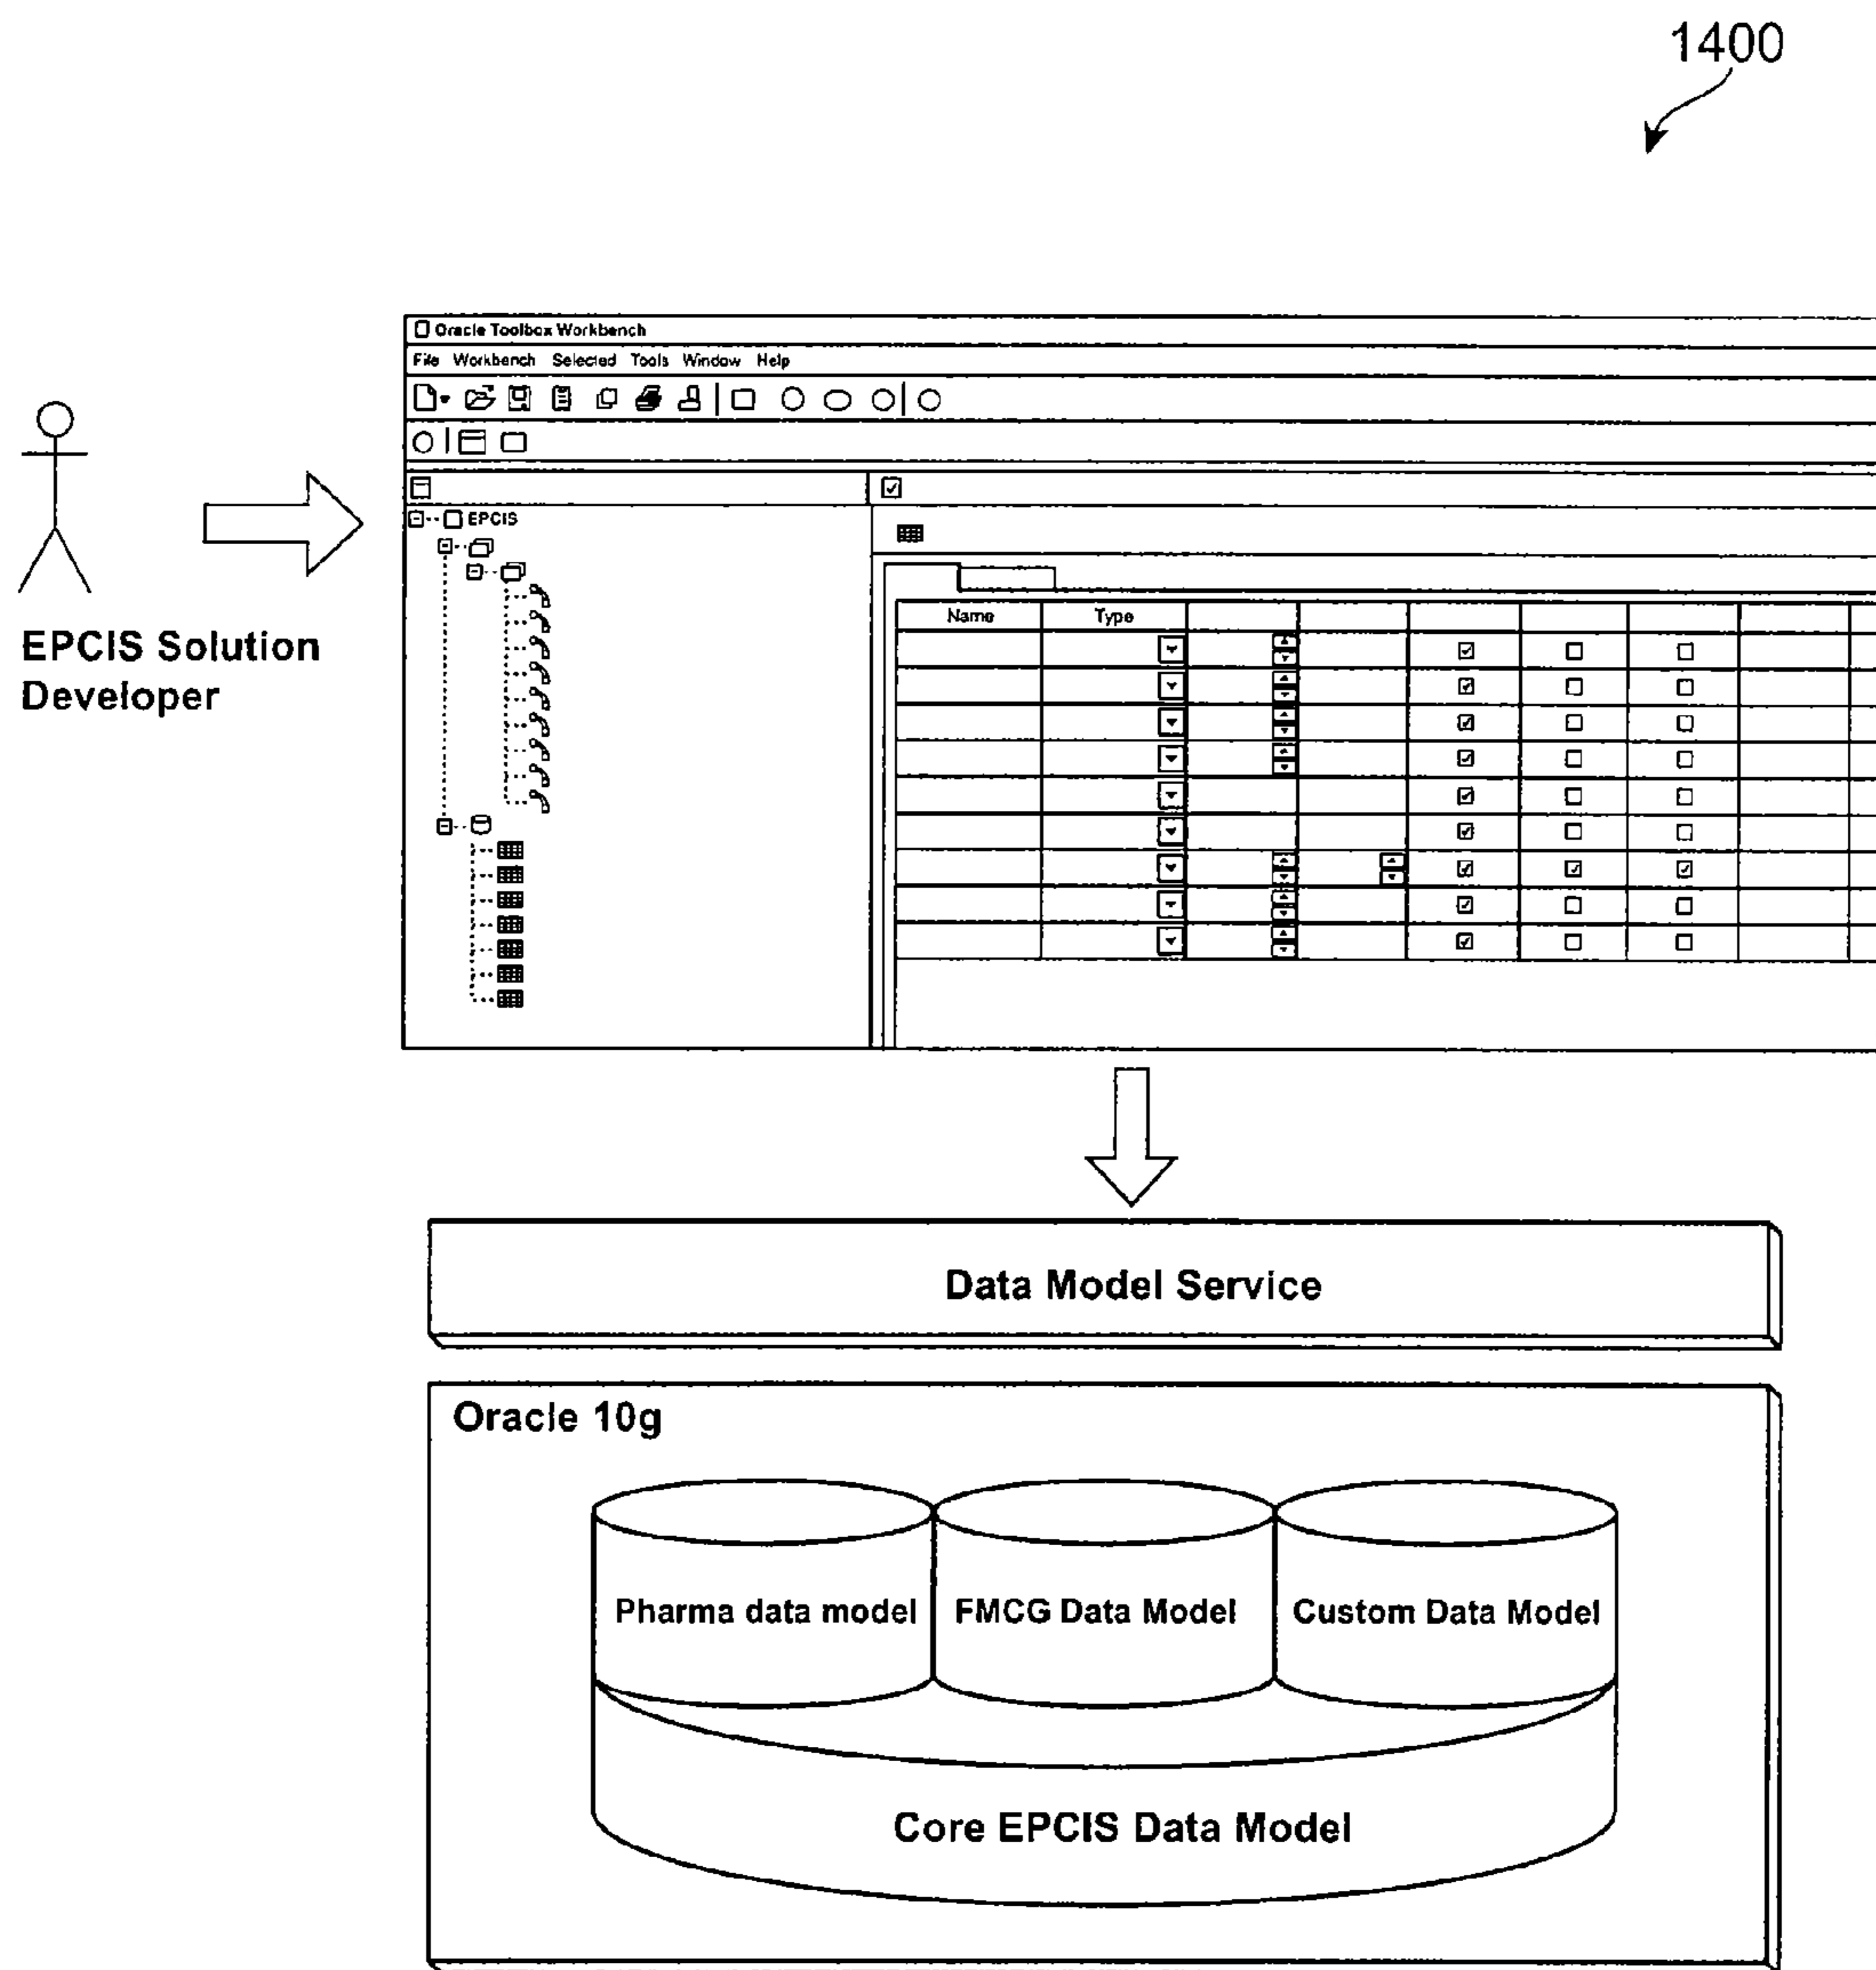 1400
Oracle Toolbox Workbench
File Workbench Selected Tools Window Help
EPCIS
Name Type
EPCIS Solution
Developer
Data Model Service
Oracle 10g
Pharma data model FMCG Data Model Custom Data Model
Core EPCIS Data Model